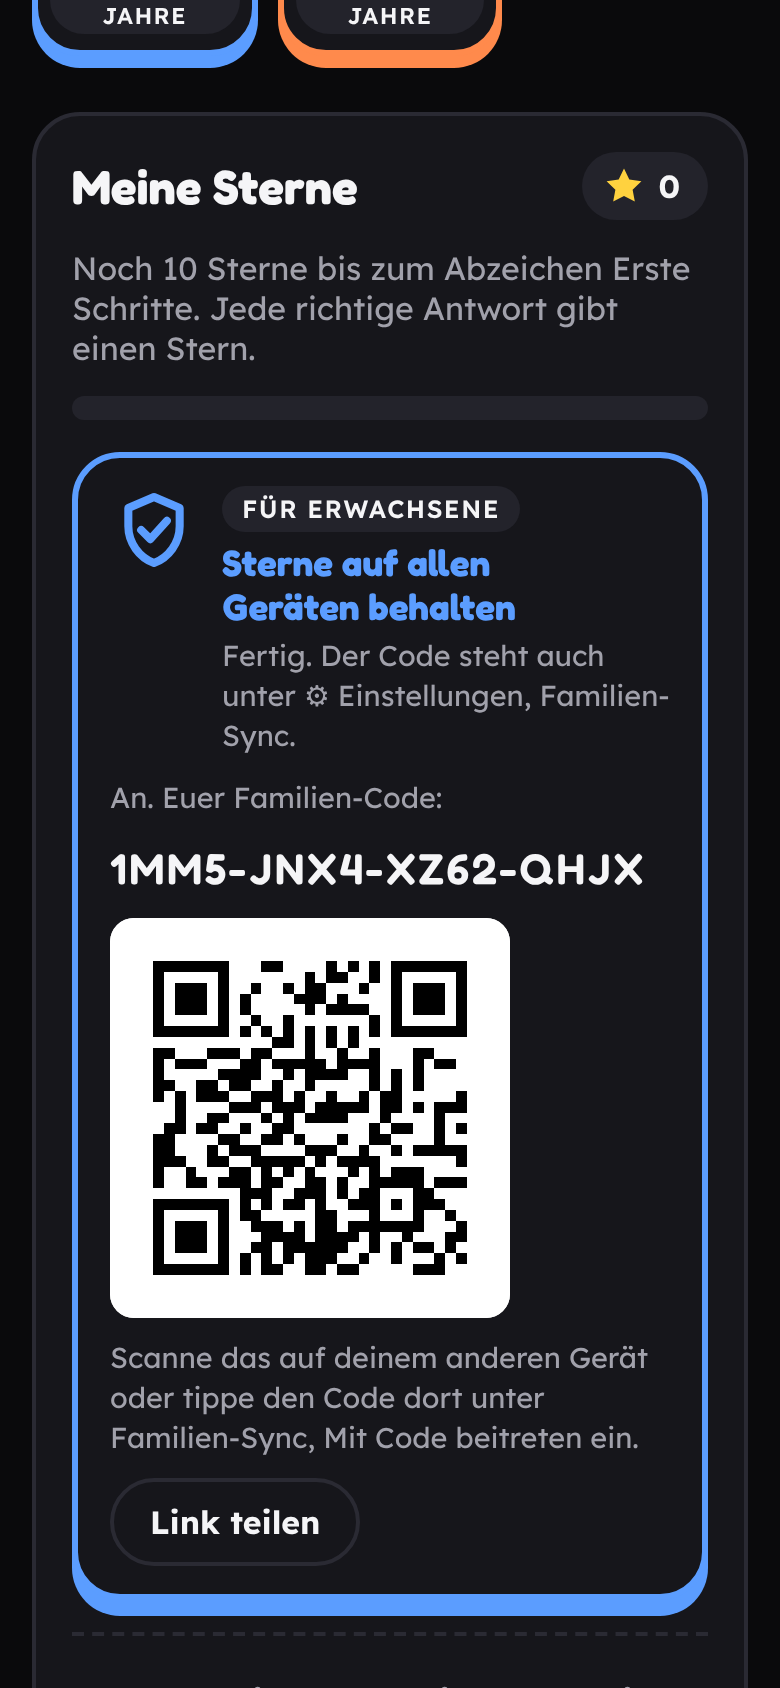 JAHRE JAHRE
Meine Sterne
0
Noch 10 Sterne bis zum Abzeichen Erste
Schritte. Jede richtige Antwort gibt
einen Stern.
FÜR ERWACHSENE
Sterne auf allen
Geräten behalten
Fertig. Der Code steht auch
unter ⚙ Einstellungen, Familien-
Sync.
An. Euer Familien-Code:
1MM5-JNX4-XZ62-QHJX
Scanne das auf deinem anderen Gerät
oder tippe den Code dort unter
Familien-Sync, Mit Code beitreten ein.
Link teilen